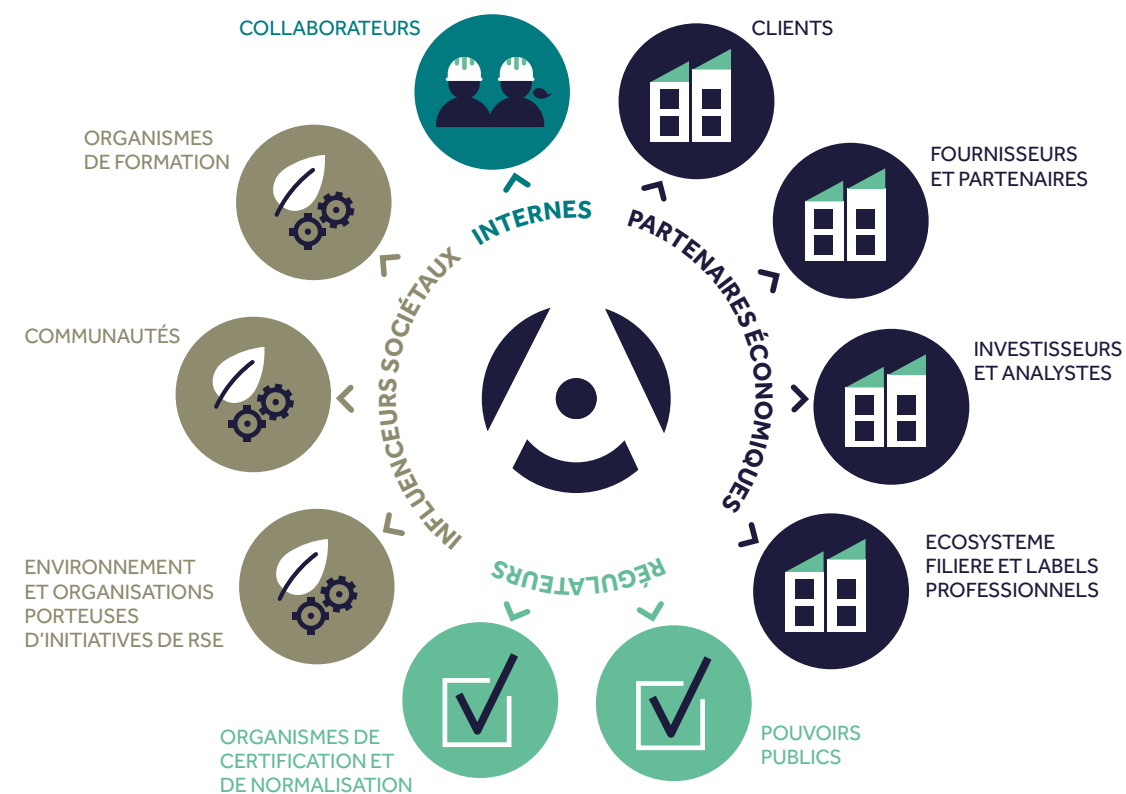 COLLABORATEURS
CLIENTS
ORGANISMES
DE FORMATION
FOURNISSEURS
ET PARTENAIRES
INTERNES
PARTENAIRES ÉCONOMIQUES
INFLUENCEURS SOCIÉTAUX
COMMUNAUTÉS
INVESTISSEURS
ET ANALYSTES
ENVIRONNEMENT
ET ORGANISATIONS
PORTEUSES
D'INITIATIVES DE RSE
ECOSYSTEME
FILIERE ET LABELS
PROFESSIONNELS
RÉGULATEURS
ORGANISMES DE
CERTIFICATION ET
DE NORMALISATION
POUVOIRS
PUBLICS